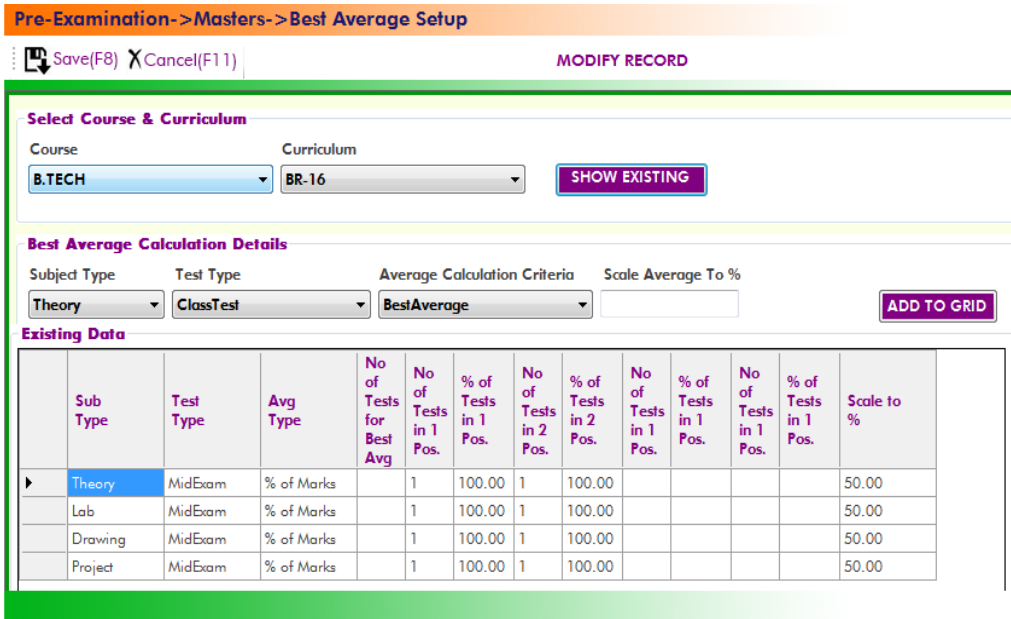 Pre-Examination->Masters->Best Average Setup
Save(F8) Cancel(F11) MODIFY RECORD
Select Course & Curriculum
Course Curriculum
B.TECH BR-16 SHOW EXISTING
Best Average Calculation Details
Subject Type Test Type Average Calculation Criteria Scale Average To %
Theory ClassTest BestAverage ADD TO GRID
Existing Data
Sub Type Test Type Avg Type No of Tests for Best Avg No of Tests in 1 Pos. % of Tests in 1 Pos. No of Tests in 2 Pos. % of Tests in 2 Pos. No of Tests in 1 Pos. % of Tests in 1 Pos. No of Tests in 1 Pos. % of Tests in 1 Pos. Scale to %
Theory MidExam % of Marks 1 100.00 1 100.00 50.00
Lab MidExam % of Marks 1 100.00 1 100.00 50.00
Drawing MidExam % of Marks 1 100.00 1 100.00 50.00
Project MidExam % of Marks 1 100.00 1 100.00 50.00